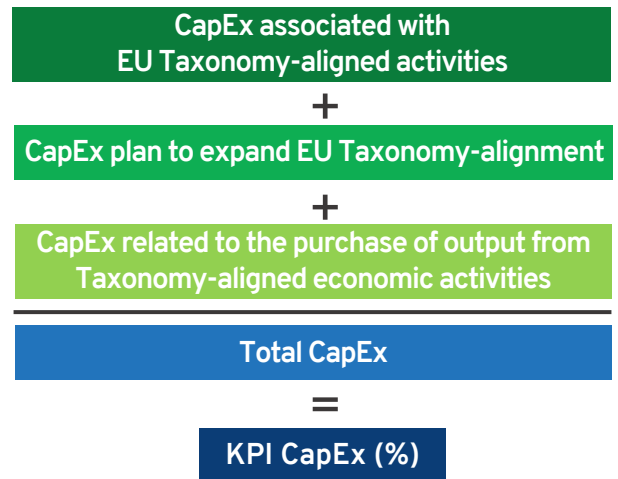 CapEx associated with
EU Taxonomy-aligned activities
+
CapEx plan to expand EU Taxonomy-alignment
+
CapEx related to the purchase of output from
Taxonomy-aligned economic activities
Total CapEx
=
KPI CapEx (%)